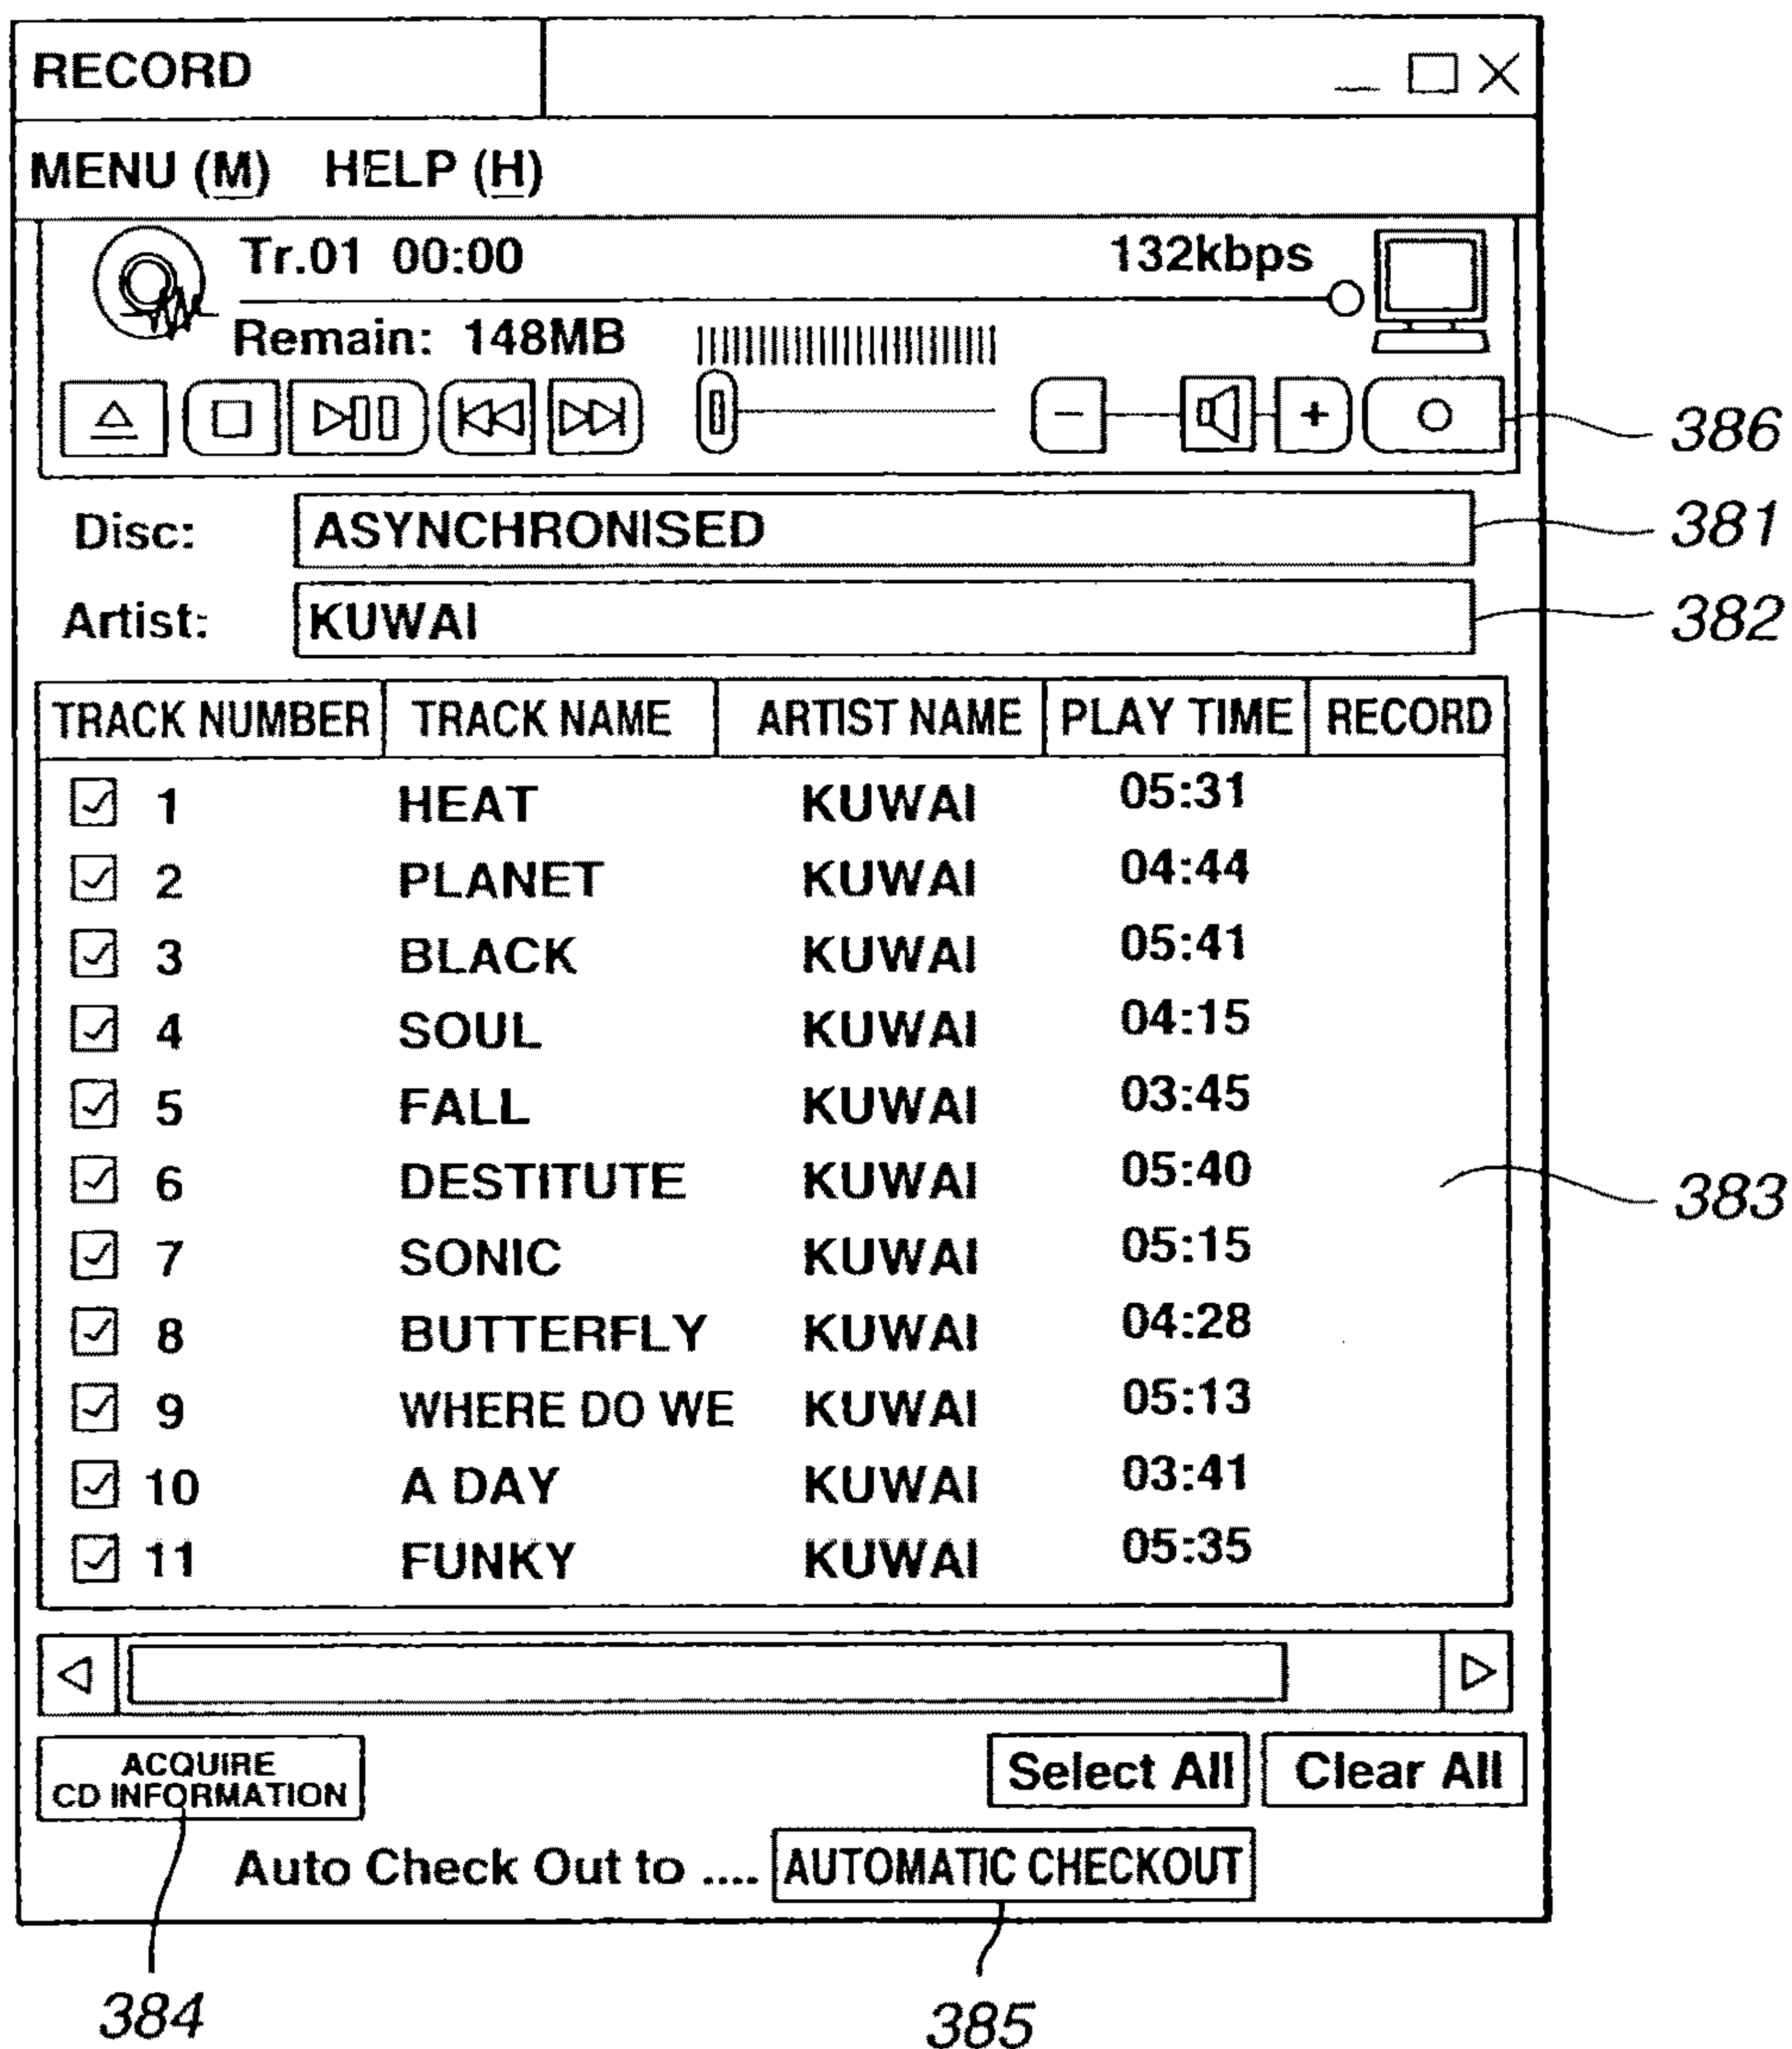 RECORD
MENU (M) HELP (H)
Tr.01 00:00 132kbps
Remain: 148MB
386
Disc: ASYNCHRONISED 381
Artist: KUWAI 382
TRACK NUMBER TRACK NAME ARTIST NAME PLAY TIME RECORD
1 HEAT KUWAI 05:31
2 PLANET KUWAI 04:44
3 BLACK KUWAI 05:41
4 SOUL KUWAI 04:15
5 FALL KUWAI 03:45
6 DESTITUTE KUWAI 05:40
383
7 SONIC KUWAI 05:15
8 BUTTERFLY KUWAI 04:28
9 WHERE DO WE KUWAI 05:13
10 A DAY KUWAI 03:41
11 FUNKY KUWAI 05:35
ACQUIRE
CD INFORMATION
Select All Clear All
Auto Check Out to .... AUTOMATIC CHECKOUT
384 385